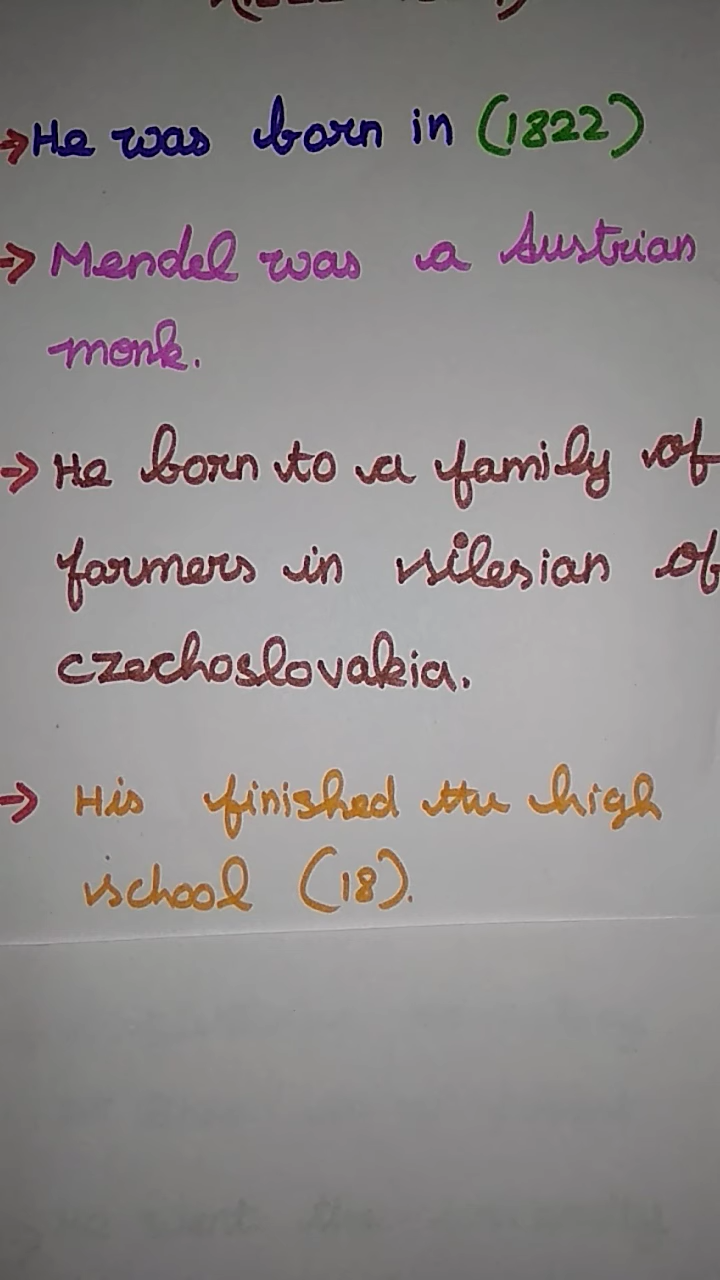 → He was born in (1822)
→ Mendel was a Austrian
monk.
→ He born to a family of
farmers in silesian of
czechoslovakia.
→ His finished the high
school (18).